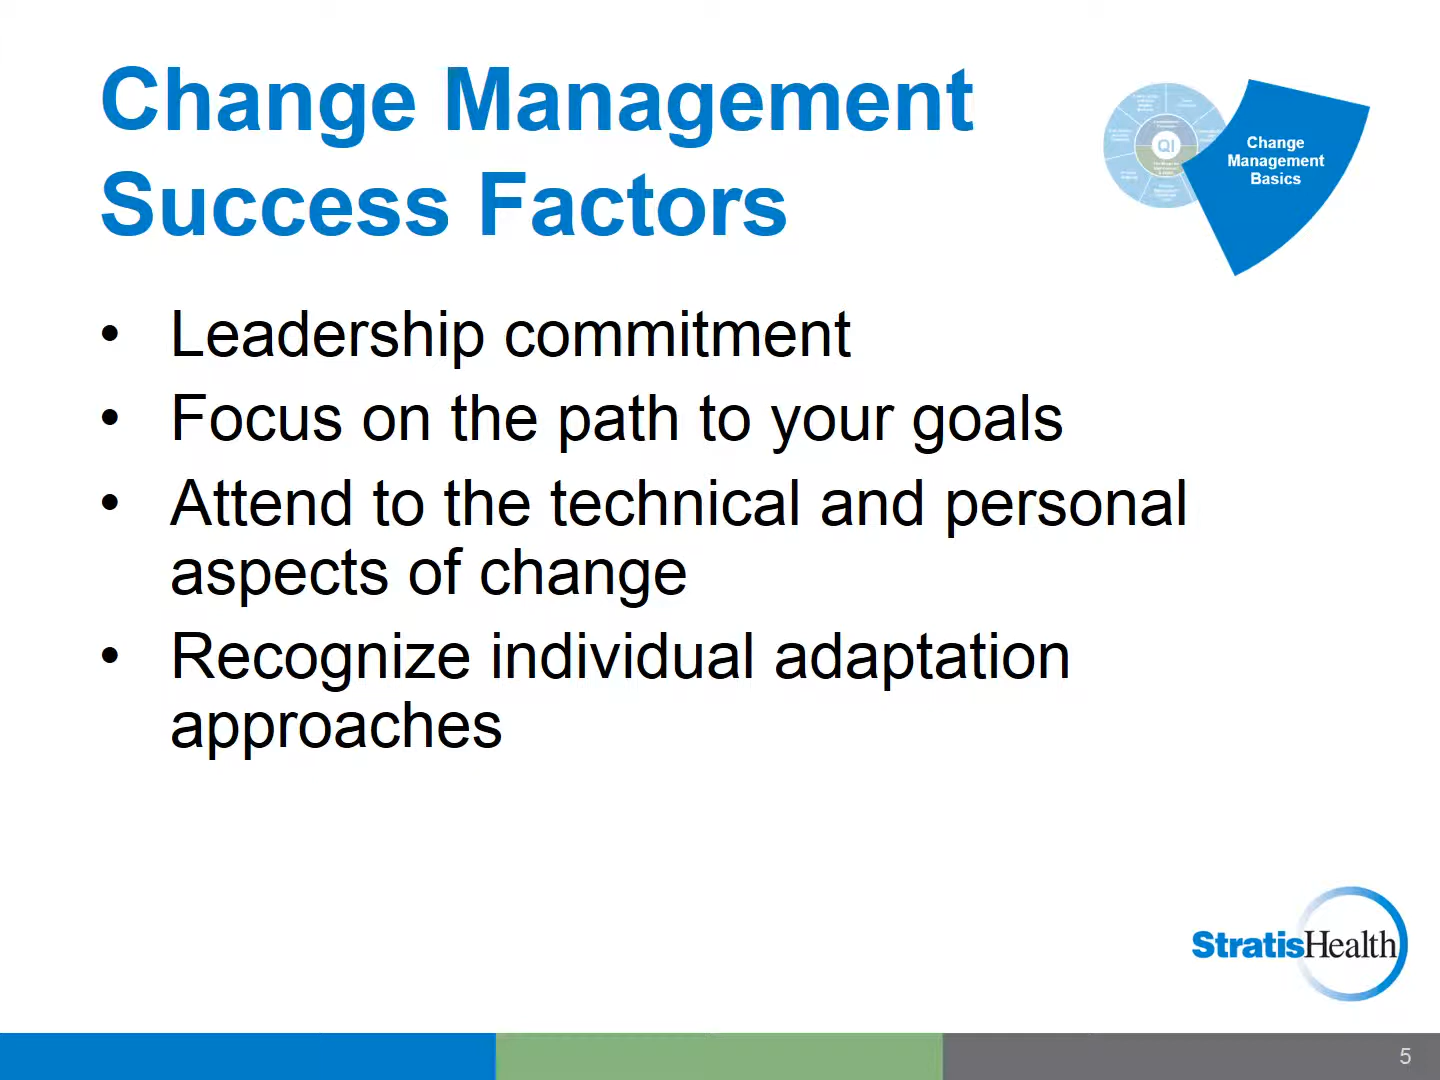 Change Management
Success Factors
QI
Change
Management
Basics
• Leadership commitment
• Focus on the path to your goals
• Attend to the technical and personal
aspects of change
• Recognize individual adaptation
approaches
StratisHealth
5